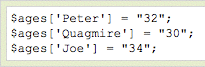 $ages['Peter'] = "32";
$ages['Quagmire'] = "30";
$ages['Joe'] = "34";